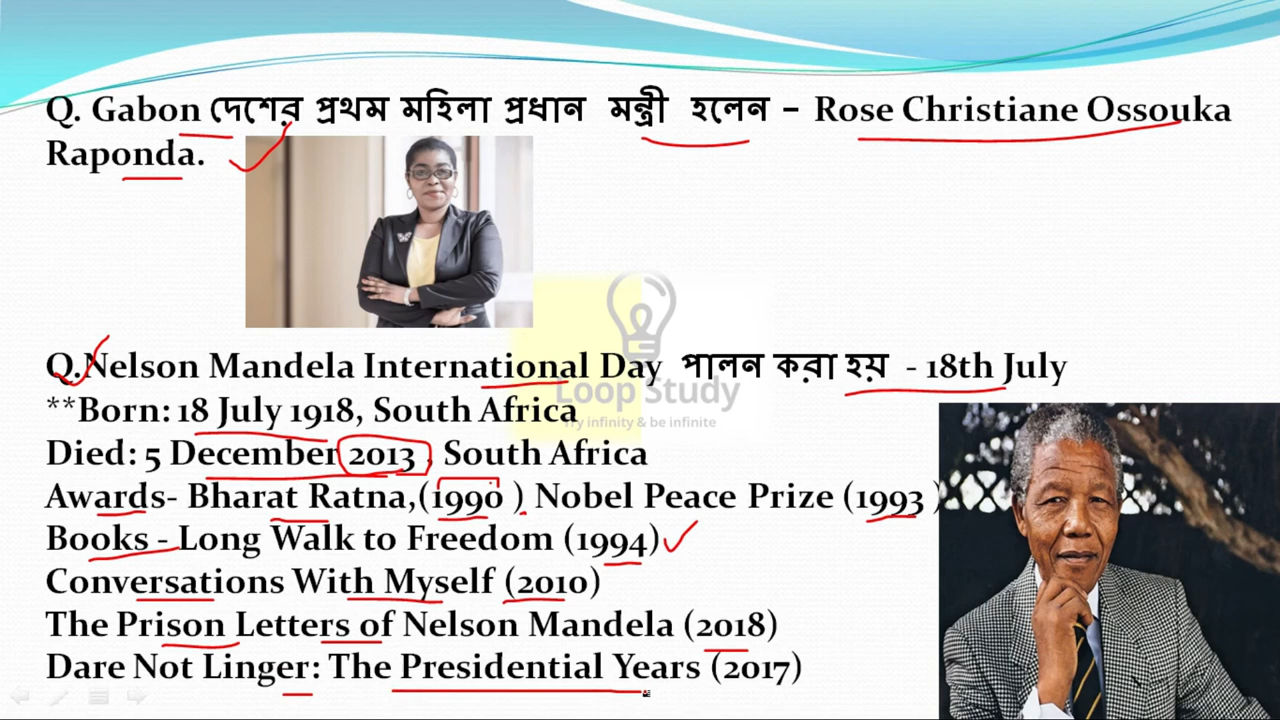 Q. Gabon দেশের প্রথম মহিলা প্রধান মন্ত্রী হলেন – Rose Christiane Ossouka
Raponda.
Q.Nelson Mandela International Day পালন করা হয় - 18th July
Loop Study
Try infinity & be infinite
**Born: 18 July 1918, South Africa
Died: 5 December 2013 , South Africa
Awards- Bharat Ratna,(1990 ) , Nobel Peace Prize (1993 )
Books - Long Walk to Freedom (1994)
Conversations With Myself (2010)
The Prison Letters of Nelson Mandela (2018)
Dare Not Linger: The Presidential Years (2017)